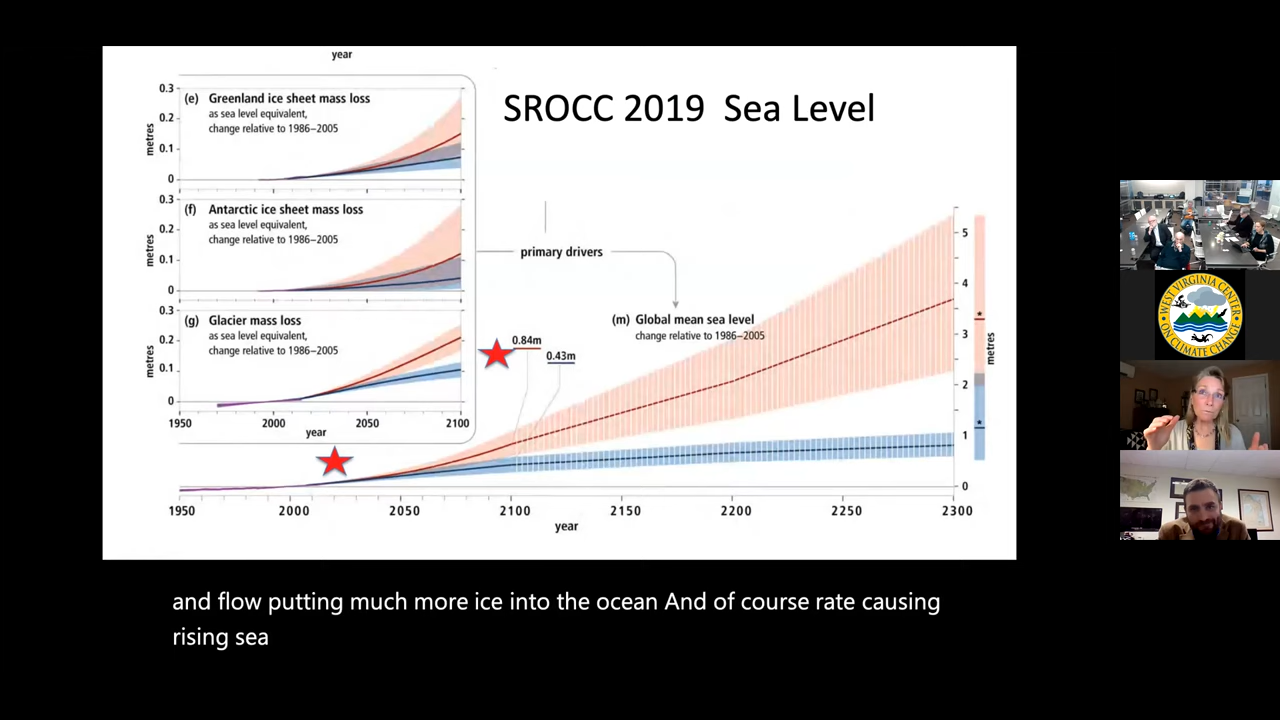 year
SROCC 2019 Sea Level
0.3
(e) Greenland ice sheet mass loss
as sea level equivalent,
change relative to 1986–2005
0.2
0.1
0
metres
0.3
(f) Antarctic ice sheet mass loss
as sea level equivalent,
change relative to 1986–2005
0.2
0.1
0
metres
0.3
(g) Glacier mass loss
as sea level equivalent,
change relative to 1986–2005
0.2
0.1
0
metres
1950 2000 2050 2100
year
primary drivers
(m) Global mean sea level
change relative to 1986–2005
0.84m
0.43m
5
4
3
2
1
0
metres
*
*
1950 2000 2050 2100 2150 2200 2250 2300
year
WEST VIRGINIA CENTER
ON CLIMATE CHANGE
and flow putting much more ice into the ocean And of course rate causing
rising sea